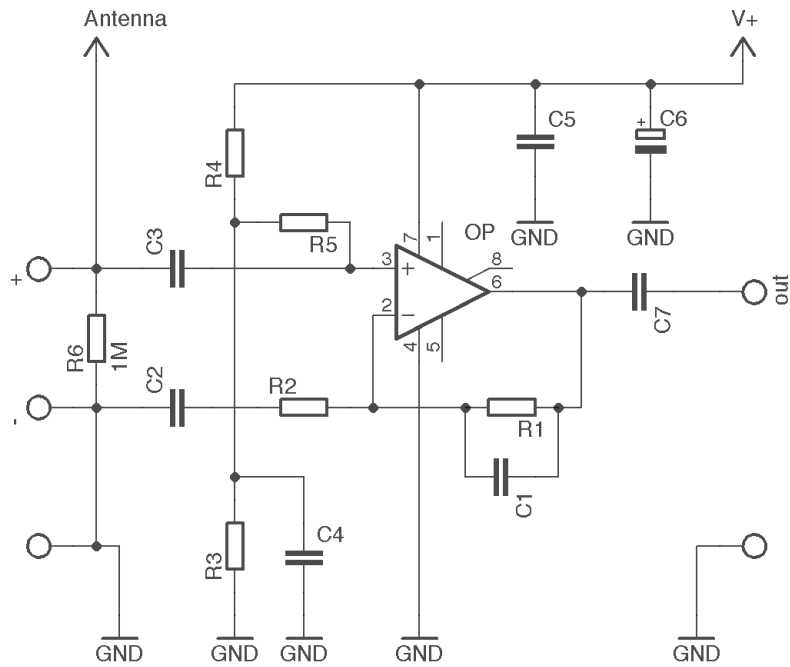 Antenna
V+
C5
+
C6
R4
C3
R5
7
1
OP
GND
GND
3
+
8
6
+
2
−
R6
1M
4
5
C7
out
C2
R2
-
R1
C1
R3
C4
GND
GND
GND
GND
GND